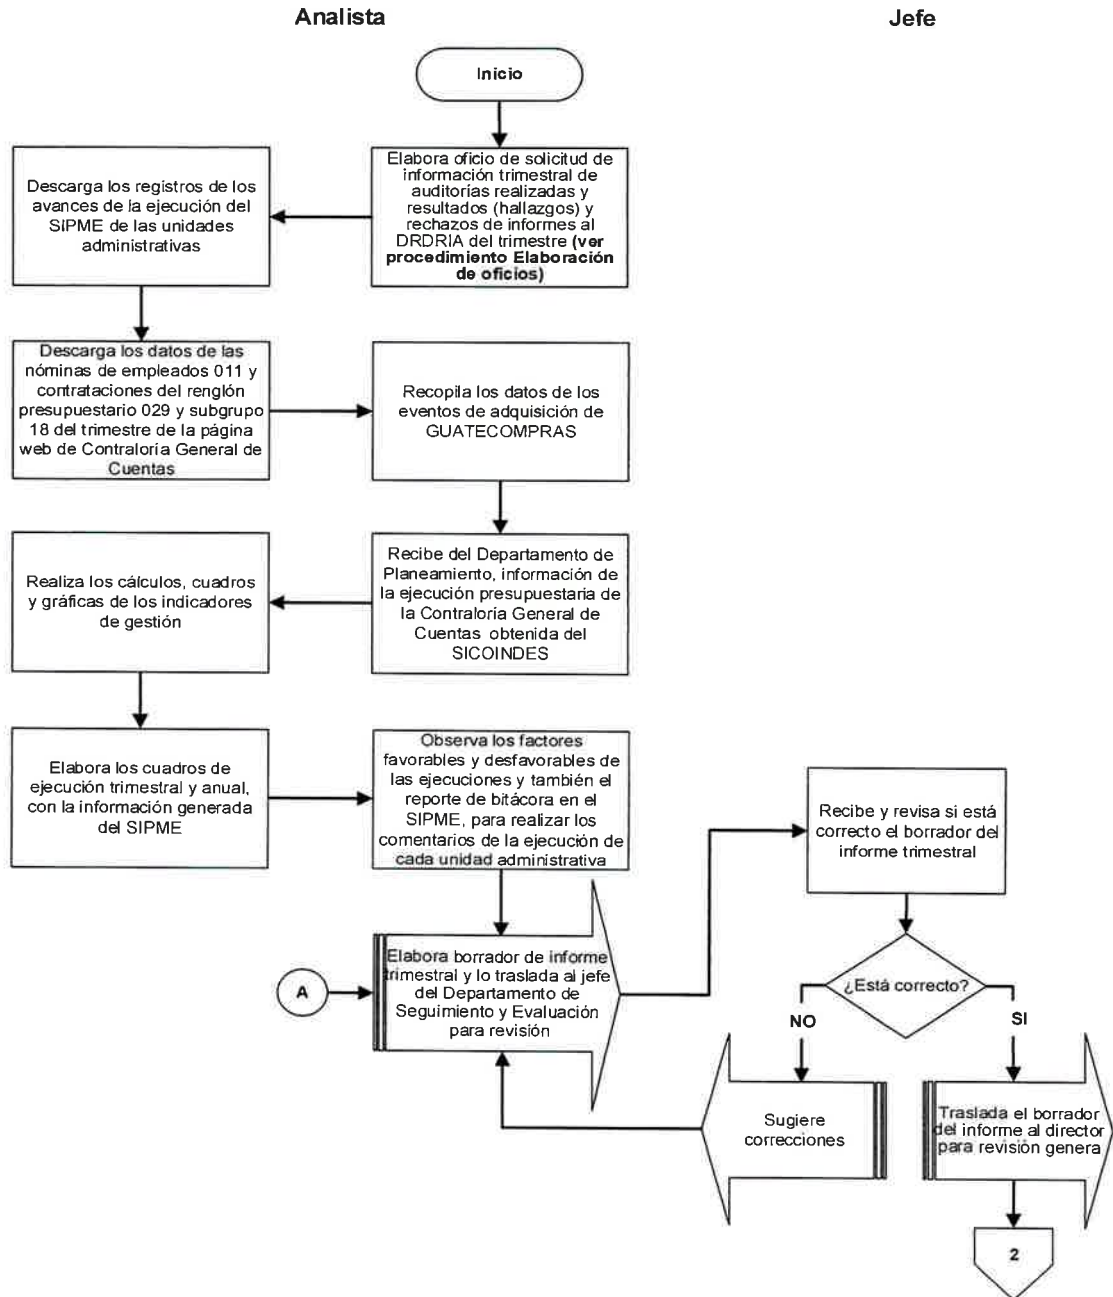 Analista
Jefe
Inicio
Elabora oficio de solicitud de
información trimestral de
auditorías realizadas y
resultados (hallazgos) y
rechazos de informes al
DRDRIA del trimestre (ver
procedimiento Elaboración
de oficios)
Descarga los registros de los
avances de la ejecución del
SIPME de las unidades
administrativas
Descarga los datos de las
nóminas de empleados 011 y
contrataciones del renglón
presupuestario 029 y subgrupo
18 del trimestre de la página
web de Contraloría General de
Cuentas
Recopila los datos de los
eventos de adquisición de
GUATECOMPRAS
Recibe del Departamento de
Planeamiento, información de
la ejecución presupuestaria de
la Contraloría General de
Cuentas obtenida del
SICOINDES
Realiza los cálculos, cuadros
y gráficas de los indicadores
de gestión
Elabora los cuadros de
ejecución trimestral y anual,
con la información generada
del SIPME
Observa los factores
favorables y desfavorables de
las ejecuciones y también el
reporte de bitácora en el
SIPME, para realizar los
comentarios de la ejecución de
cada unidad administrativa
A
Elabora borrador de informe
trimestral y lo traslada al jefe
del Departamento de
Seguimiento y Evaluación
para revisión
Recibe y revisa si está
correcto el borrador del
informe trimestral
¿Está correcto?
NO
SI
Sugiere
correcciones
Traslada el borrador
del informe al director
para revisión genera
2